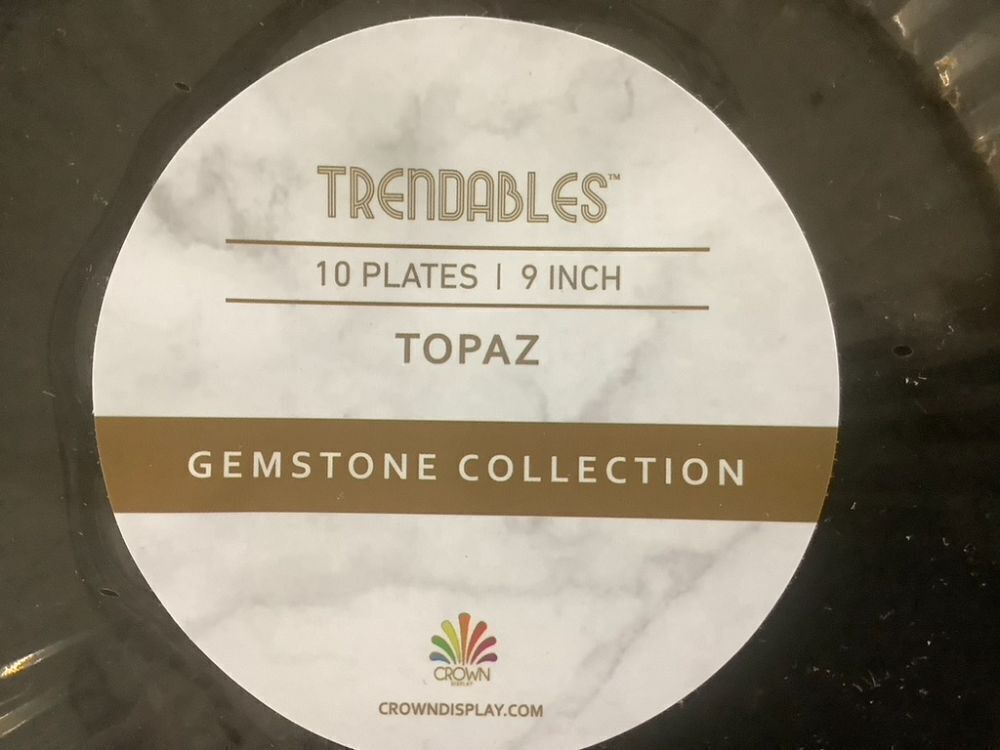 TRENDABLES™
10 PLATES | 9 INCH
TOPAZ
GEMSTONE COLLECTION
CROWN
DISPLAY
CROWNDISPLAY.COM